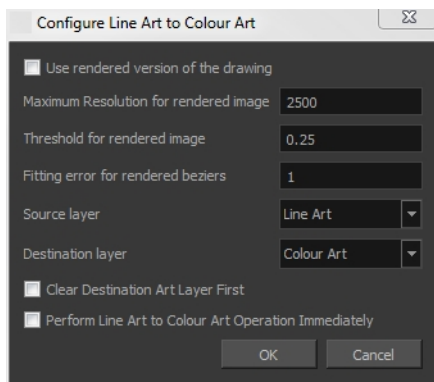 Configure Line Art to Colour Art
Use rendered version of the drawing
Maximum Resolution for rendered image 2500
Threshold for rendered image 0.25
Fitting error for rendered beziers 1
Source layer Line Art
Destination layer Colour Art
Clear Destination Art Layer First
Perform Line Art to Colour Art Operation Immediately
OK Cancel